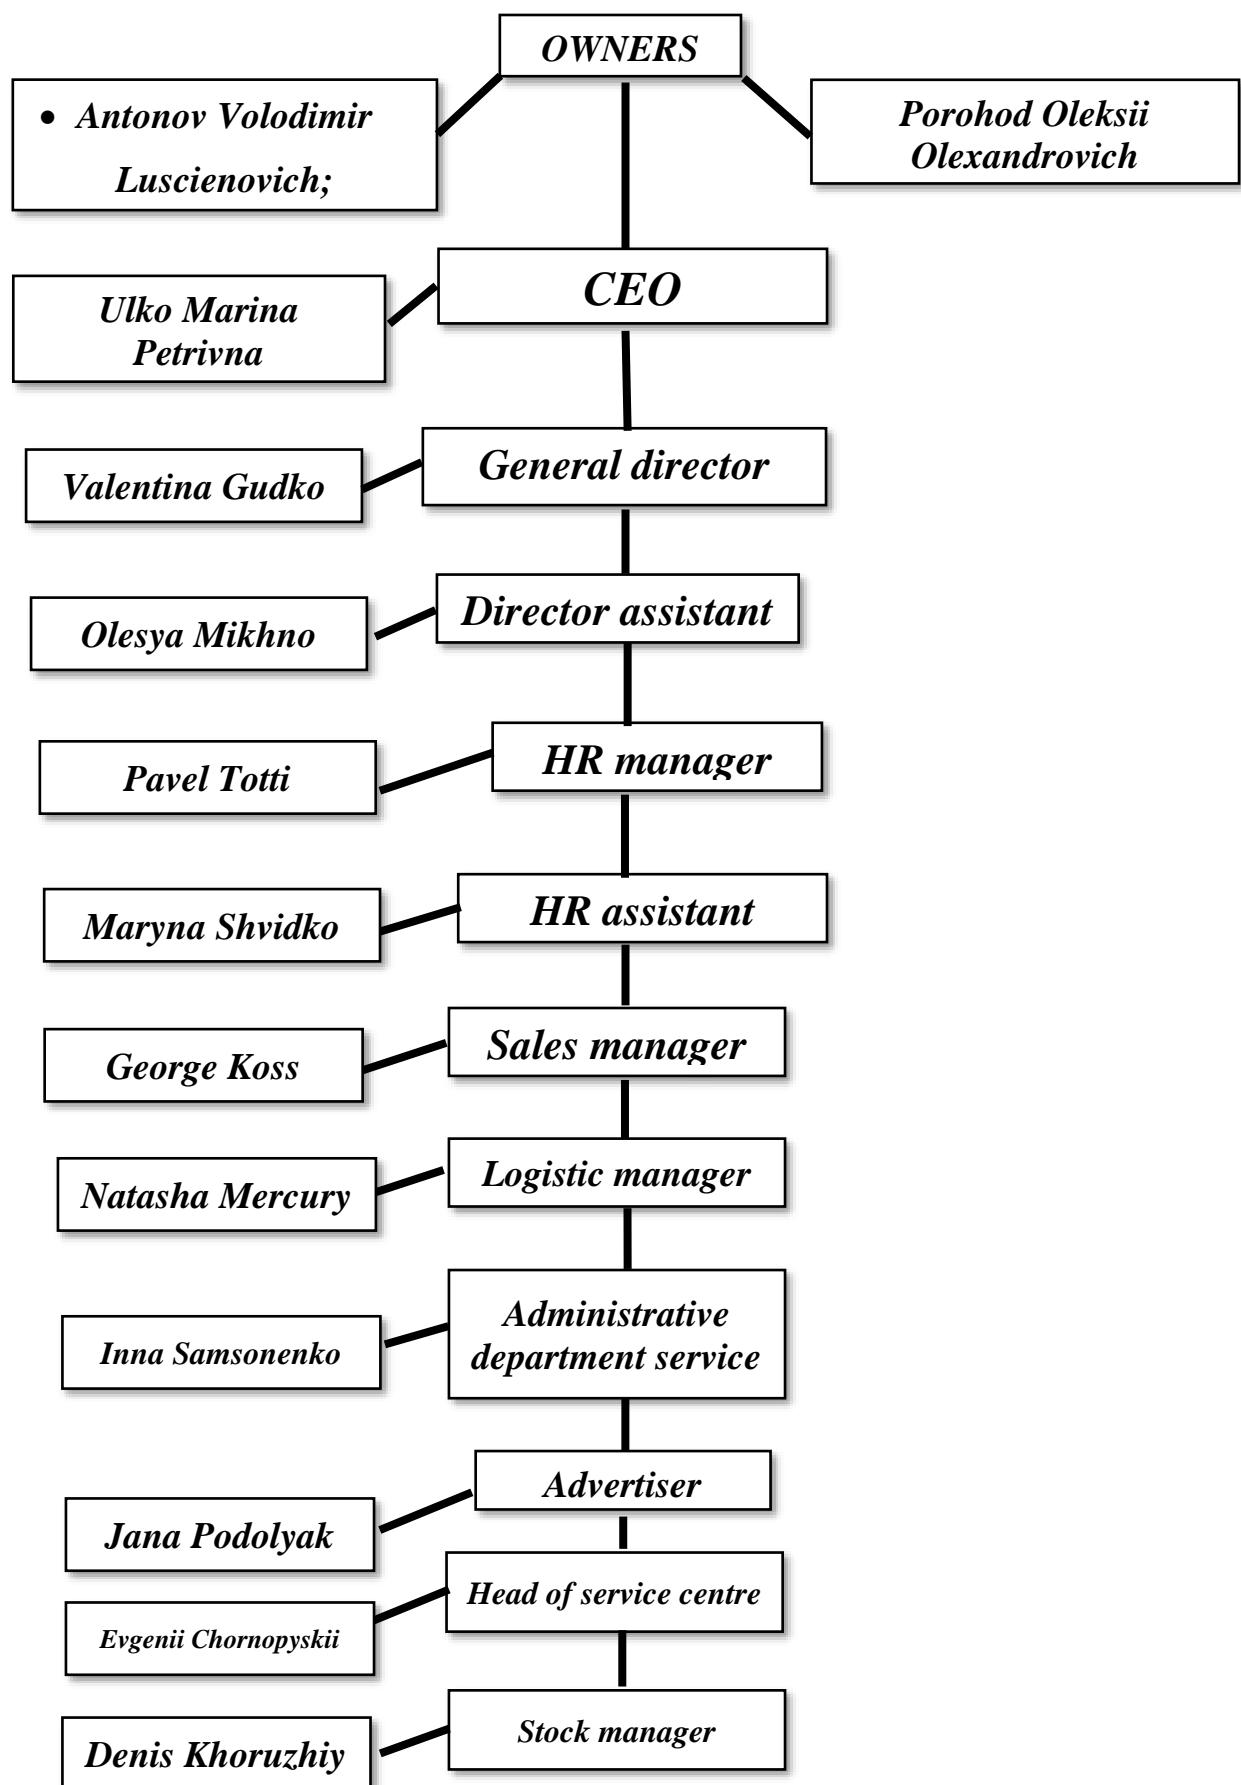 OWNERS
• Antonov Volodimir
Luscienovich;
Porohod Oleksii
Olexandrovich
CEO
Ulko Marina
Petrivna
General director
Valentina Gudko
Director assistant
Olesya Mikhno
HR manager
Pavel Totti
HR assistant
Maryna Shvidko
Sales manager
George Koss
Logistic manager
Natasha Mercury
Administrative
department service
Inna Samsonenko
Advertiser
Jana Podolyak
Head of service centre
Evgenii Chornopyskii
Stock manager
Denis Khoruzhiy